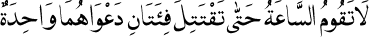 لَا تَقُومُ السَّاعَةُ حَتَّى تَقْتَتِلَ فِئَتَانِ دَعْوَاهُمَا وَاحِدَةٌ